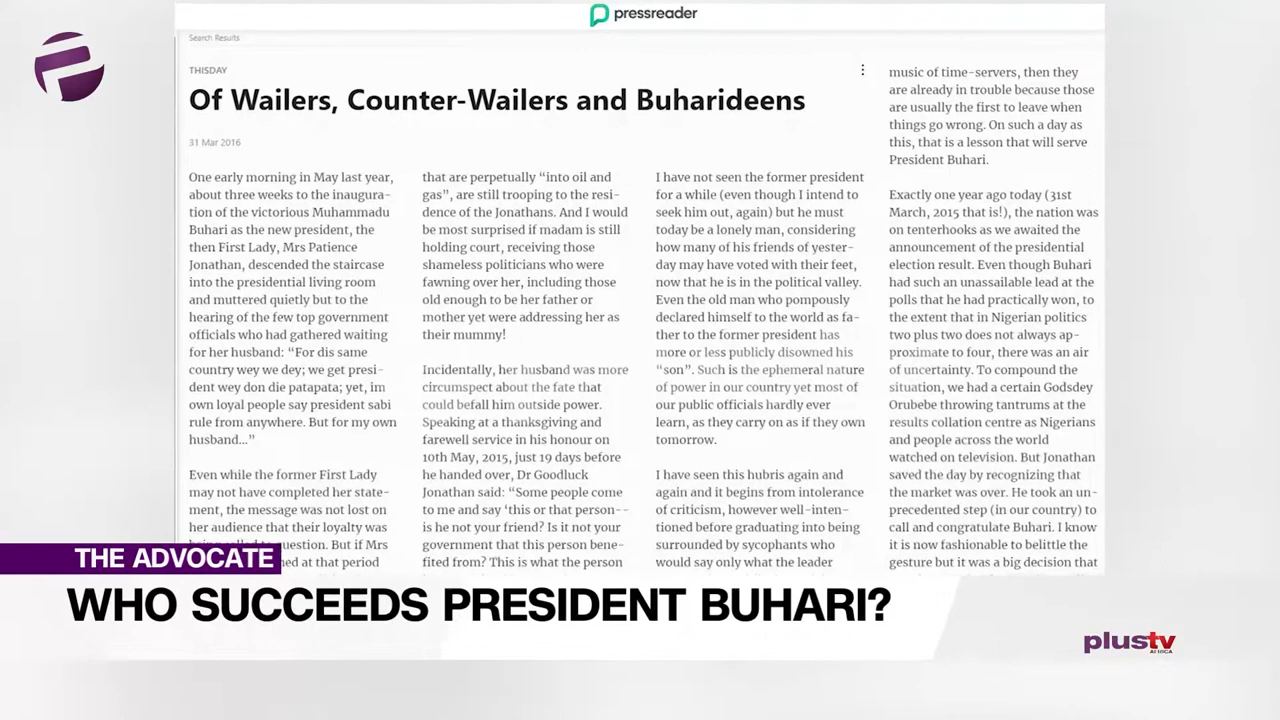 pressreader
Search Results
THISDAY
Of Wailers, Counter-Wailers and Buharideens
31 Mar 2016
One early morning in May last year,
about three weeks to the inaugura-
tion of the victorious Muhammadu
Buhari as the new president, the
then First Lady, Mrs Patience
Jonathan, descended the staircase
into the presidential living room
and muttered quietly but to the
hearing of the few top government
officials who had gathered waiting
for her husband: “For dis same
country wey we dey; we get presi-
dent wey don die patapata; yet, im
own loyal people say president sabi
rule from anywhere. But for my own
husband...”
Even while the former First Lady
may not have completed her state-
ment, the message was not lost on
her audience that their loyalty was
being called to question. But if Mrs
ned at that period
that are perpetually “into oil and
gas”, are still trooping to the resi-
dence of the Jonathans. And I would
be most surprised if madam is still
holding court, receiving those
shameless politicians who were
fawning over her, including those
old enough to be her father or
mother yet were addressing her as
their mummy!
Incidentally, her husband was more
circumspect about the fate that
could befall him outside power.
Speaking at a thanksgiving and
farewell service in his honour on
10th May, 2015, just 19 days before
he handed over, Dr Goodluck
Jonathan said: “Some people come
to me and say ‘this or that person--
is he not your friend? Is it not your
government that this person bene-
fited from? This is what the person
I have not seen the former president
for a while (even though I intend to
seek him out, again) but he must
today be a lonely man, considering
how many of his friends of yester-
day may have voted with their feet,
now that he is in the political valley.
Even the old man who pompously
declared himself to the world as fa-
ther to the former president has
more or less publicly disowned his
“son”. Such is the ephemeral nature
of power in our country yet most of
our public officials hardly ever
learn, as they carry on as if they own
tomorrow.
I have seen this hubris again and
again and it begins from intolerance
of criticism, however well-inten-
tioned before graduating into being
surrounded by sycophants who
would say only what the leader
music of time-servers, then they
are already in trouble because those
are usually the first to leave when
things go wrong. On such a day as
this, that is a lesson that will serve
President Buhari.
Exactly one year ago today (31st
March, 2015 that is!), the nation was
on tenterhooks as we awaited the
announcement of the presidential
election result. Even though Buhari
had such an unassailable lead at the
polls that he had practically won, to
the extent that in Nigerian politics
two plus two does not always ap-
proximate to four, there was an air
of uncertainty. To compound the
situation, we had a certain Godsdey
Orubebe throwing tantrums at the
results collation centre as Nigerians
and people across the world
watched on television. But Jonathan
saved the day by recognizing that
the market was over. He took an un-
precedented step (in our country) to
call and congratulate Buhari. I know
it is now fashionable to belittle the
gesture but it was a big decision that
THE ADVOCATE
WHO SUCCEEDS PRESIDENT BUHARI?
plustv
AFRICA